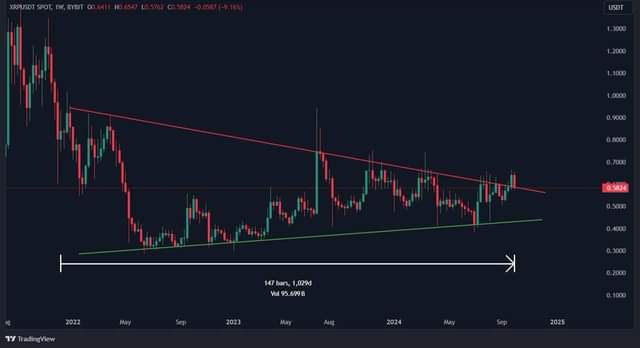 XRPUSDT SPOT, 1W, BYBIT O0.6411 H0.6547 L0.5762 C0.5824 -0.0587 (-9.16%)
USDT
1.3000
1.2000
1.1000
1.0000
0.9000
0.8000
0.7000
0.5824
0.5000
0.4000
0.3000
0.2000
0.1000
147 bars, 1,029d
Vol 95.699B
2022 May Sep 2023 May Aug 2024 May Sep 2025
TradingView